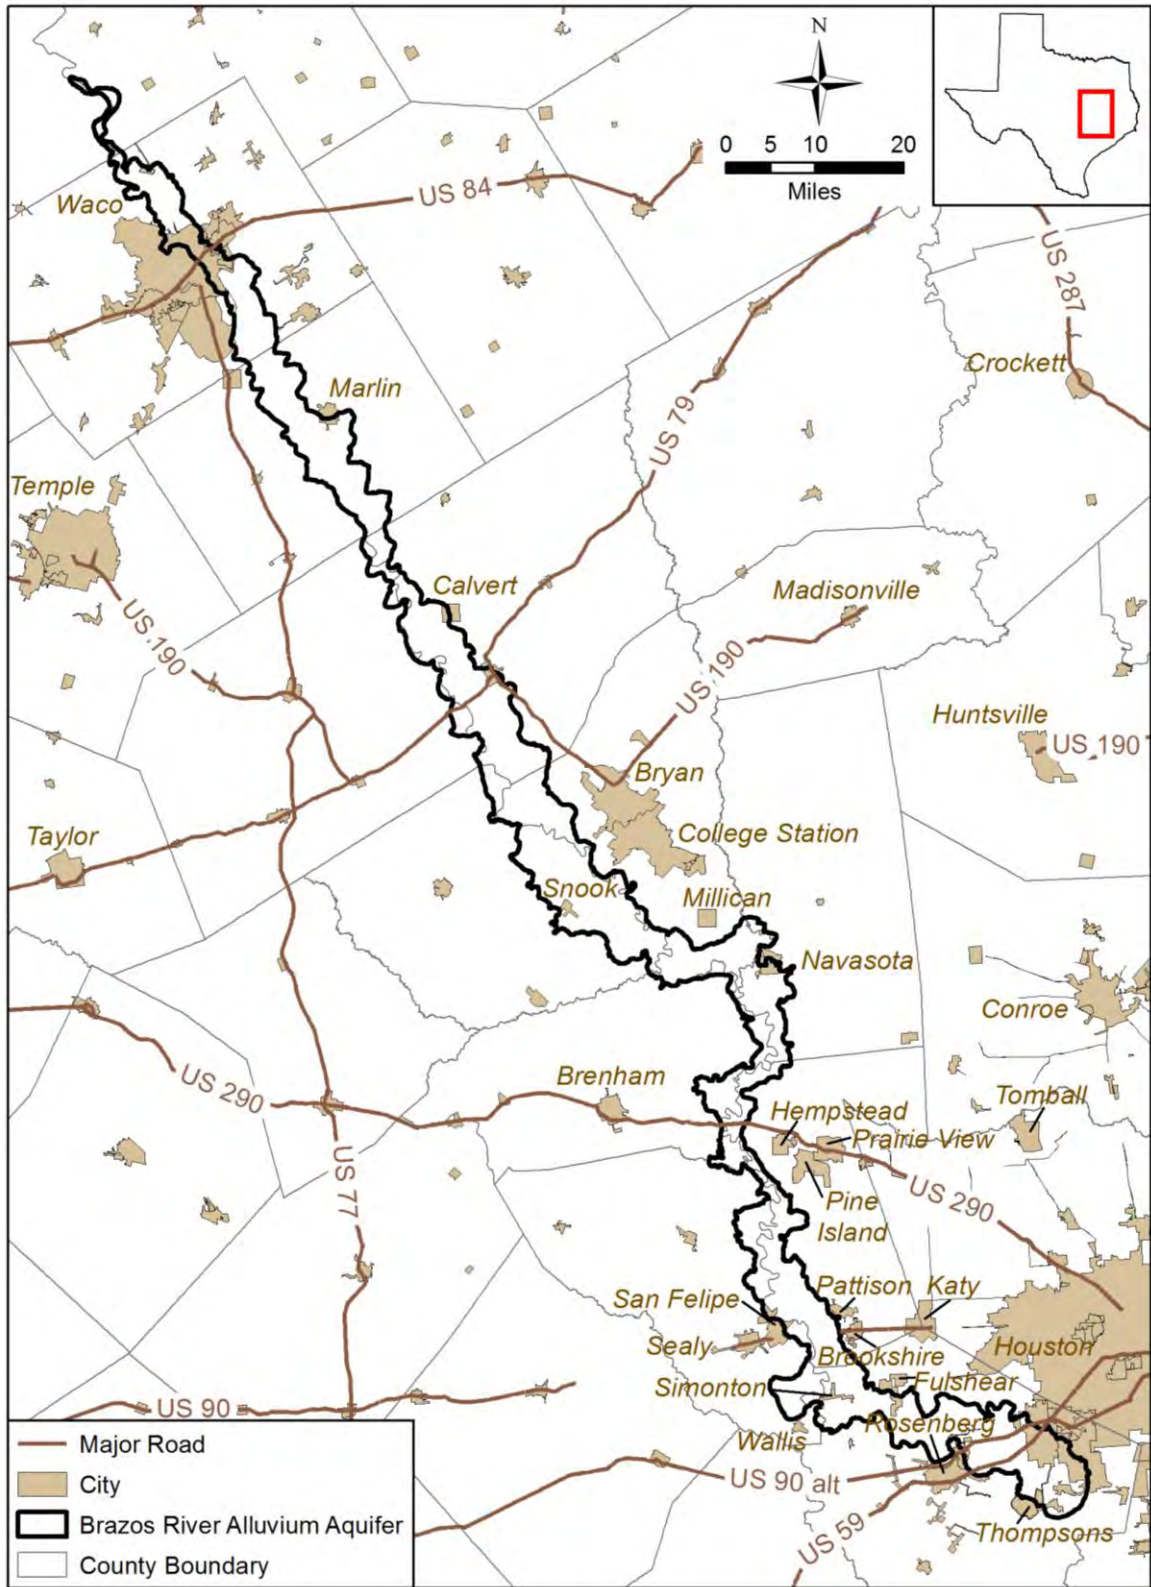 N
0 5 10 20
Miles
Waco
US 84
US 287
Marlin
Crockett
US 79
Temple
Calvert
Madisonville
US 190
US 190
Huntsville
US 190
Bryan
College Station
Taylor
Snook
Millican
Navasota
Conroe
US 290
Brenham
Hempstead
Tomball
Prairie View
US 77
Pine
Island
US 290
San Felipe
Pattison
Katy
Sealy
Brookshire
Houston
Simonton
Fulshear
US 90
Wallis
Rosenberg
US 90 alt
US 59
Thompsons
Major Road
City
Brazos River Alluvium Aquifer
County Boundary